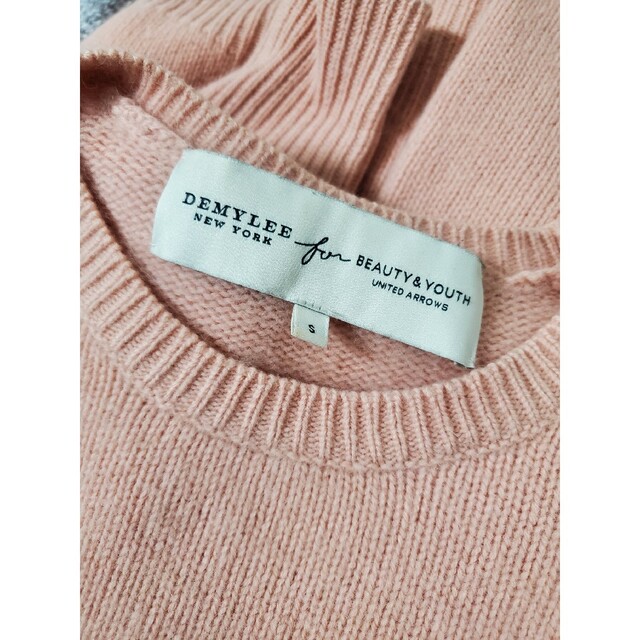 DEMYLEE
NEW YORK
for
BEAUTY & YOUTH
UNITED ARROWS
S